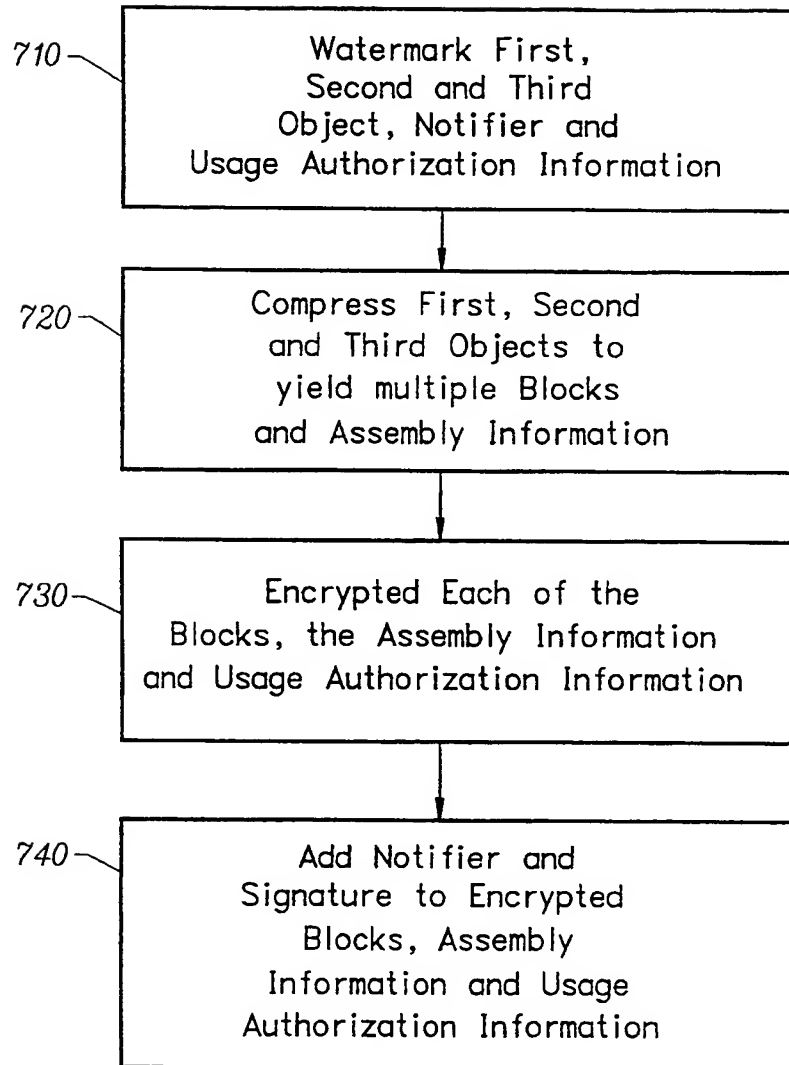 710
Watermark First,
Second and Third
Object, Notifier and
Usage Authorization Information
720
Compress First, Second
and Third Objects to
yield multiple Blocks
and Assembly Information
730
Encrypted Each of the
Blocks, the Assembly Information
and Usage Authorization Information
740
Add Notifier and
Signature to Encrypted
Blocks, Assembly
Information and Usage
Authorization Information